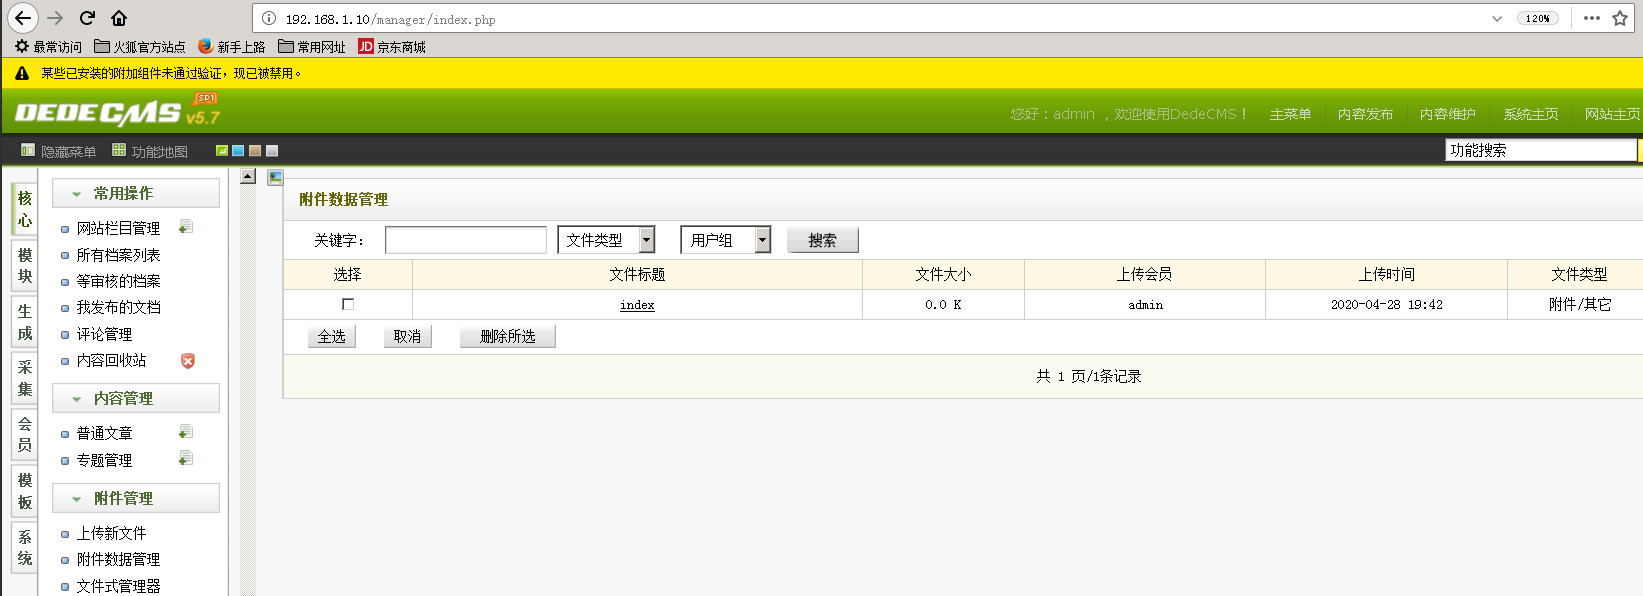 192.168.1.10/manager/index.php 120%
最常访问 火狐官方站点 新手上路 常用网址 JD 京东商城
某些已安装的附加组件未通过验证，现已被禁用。
DEDECMS v5.7 SP1 您好：admin ，欢迎使用DedeCMS！ 主菜单 内容发布 内容维护 系统主页 网站主页
隐藏菜单 功能地图 功能搜索
核心
模块
生成
采集
会员
模板
系统
常用操作
网站栏目管理
所有档案列表
等审核的档案
我发布的文档
评论管理
内容回收站
内容管理
普通文章
专题管理
附件管理
上传新文件
附件数据管理
文件式管理器
附件数据管理
关键字： 文件类型 用户组 搜索
选择 文件标题 文件大小 上传会员 上传时间 文件类型
index 0.0 K admin 2020-04-28 19:42 附件/其它
全选 取消 删除所选
共 1 页/1条记录